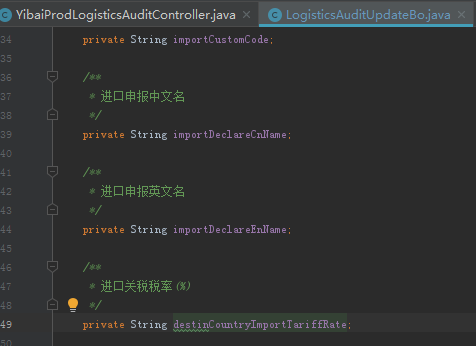 YibaiProdLogisticsAuditController.java × LogisticsAuditUpdateBo.java ×
34 private String importCustomCode;
35
36 /**
37 * 进口申报中文名
38 */
39 private String importDeclareCnName;
40
41 /**
42 * 进口申报英文名
43 */
44 private String importDeclareEnName;
45
46 /**
47 * 进口关税税率(%)
48 */
49 private String destinCountryImportTariffRate;
50